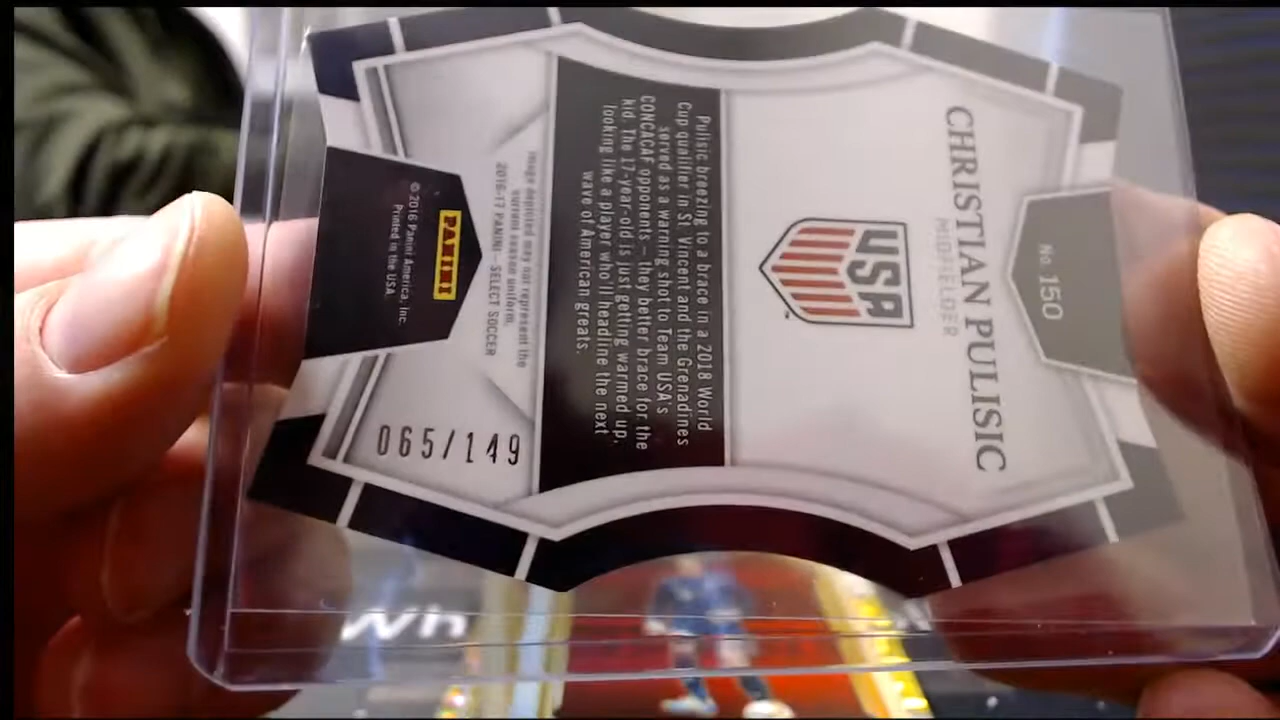 No. 150
CHRISTIAN PULISIC
MIDFIELDER
USA
Pulisic breezing to a brace in a 2018 World
Cup qualifier in St. Vincent and the Grenadines
served as a warning shot to Team USA's
CONCACAF opponents – they better brace for the
kid. The 17-year-old is just getting warmed up,
looking like a player who'll headline the next
wave of American greats.
Image depicted may not represent the
current season uniform.
2016-17 PANINI – SELECT SOCCER
065/149
PANINI
© 2016 Panini America, Inc.
Printed in the USA.
Wh